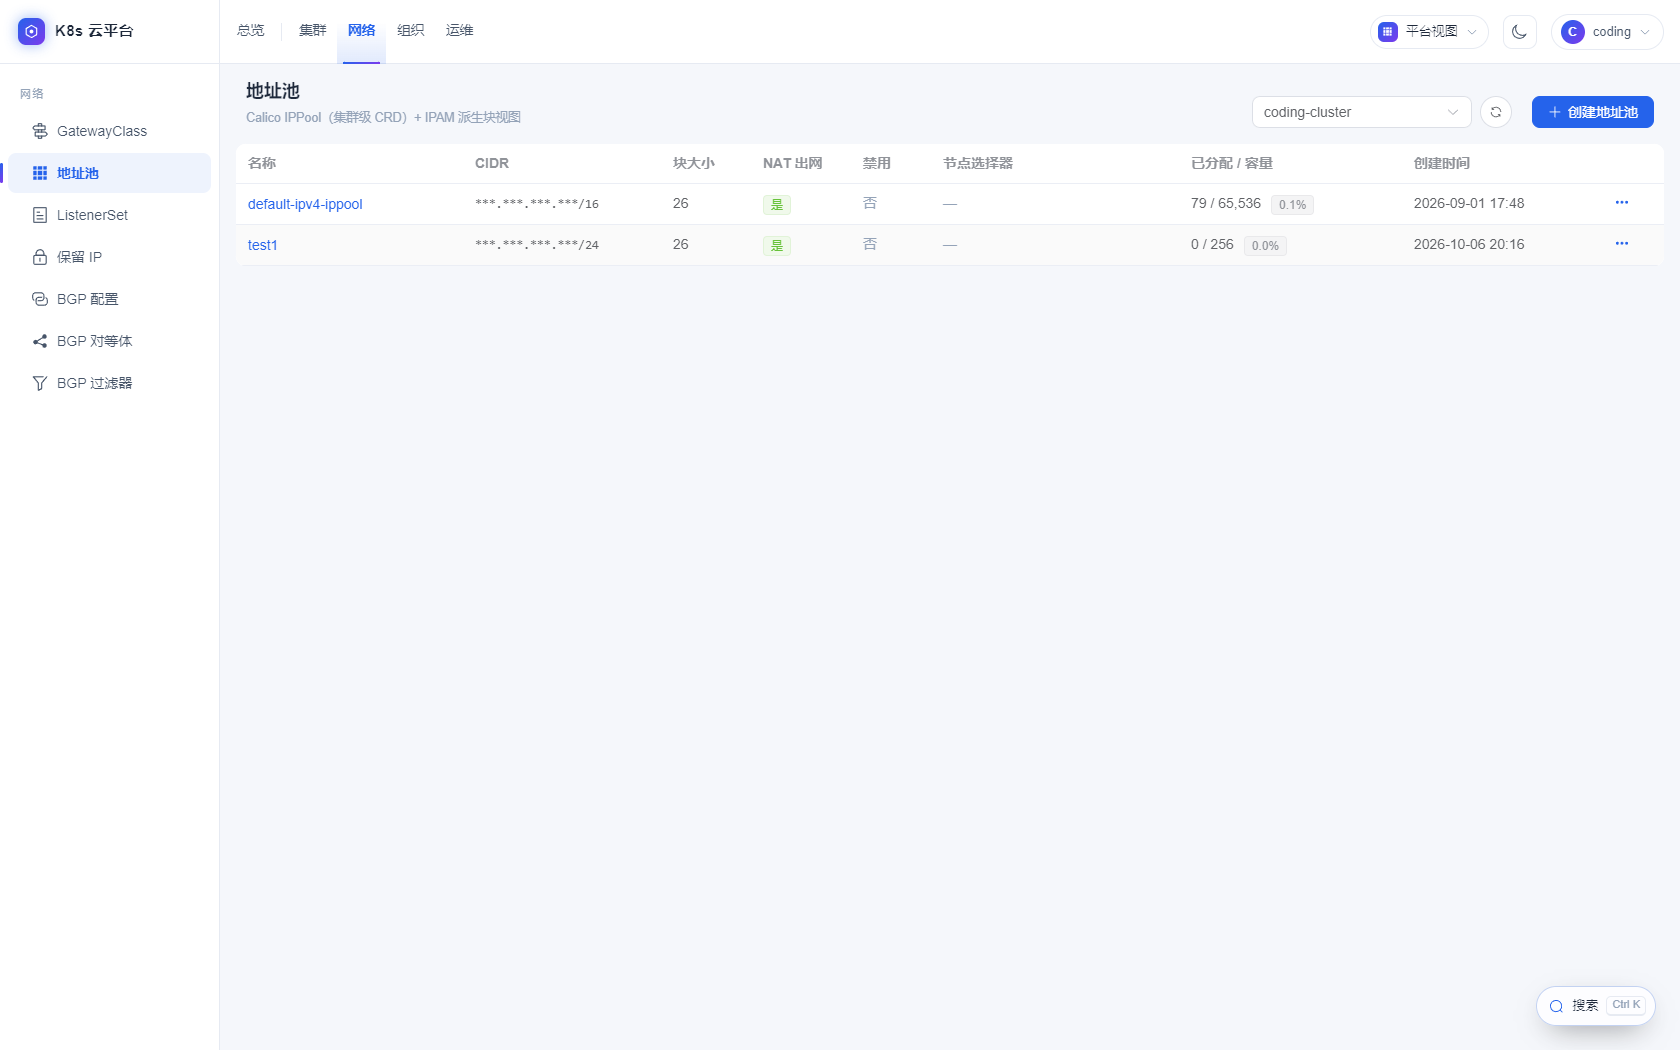 K8s 云平台
总览
集群
网络
组织
运维
平台视图
C
coding
网络
GatewayClass
地址池
ListenerSet
保留 IP
BGP 配置
BGP 对等体
BGP 过滤器
地址池
Calico IPPool（集群级 CRD）+ IPAM 派生块视图
coding-cluster
创建地址池
名称 CIDR 块大小 NAT 出网 禁用 节点选择器 已分配 / 容量 创建时间
default-ipv4-ippool ***.***.***.***/16 26 是 否 — 79 / 65,536 0.1% 2026-09-01 17:48
test1 ***.***.***.***/24 26 是 否 — 0 / 256 0.0% 2026-10-06 20:16
搜索 Ctrl K